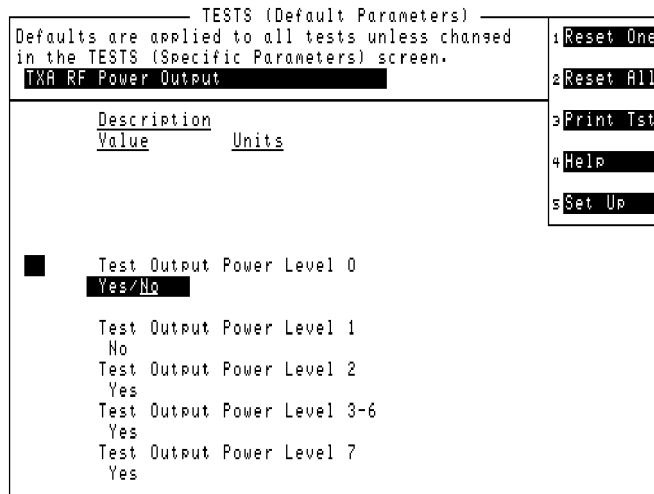 TESTS (Default Parameters)
Defaults are applied to all tests unless changed
in the TESTS (Specific Parameters) screen.
TXA RF Power Output
1 Reset One
2 Reset All
3 Print Tst
4 Help
5 Set Up
Description
Value Units
Test Output Power Level 0
Yes/No
Test Output Power Level 1
No
Test Output Power Level 2
Yes
Test Output Power Level 3-6
Yes
Test Output Power Level 7
Yes